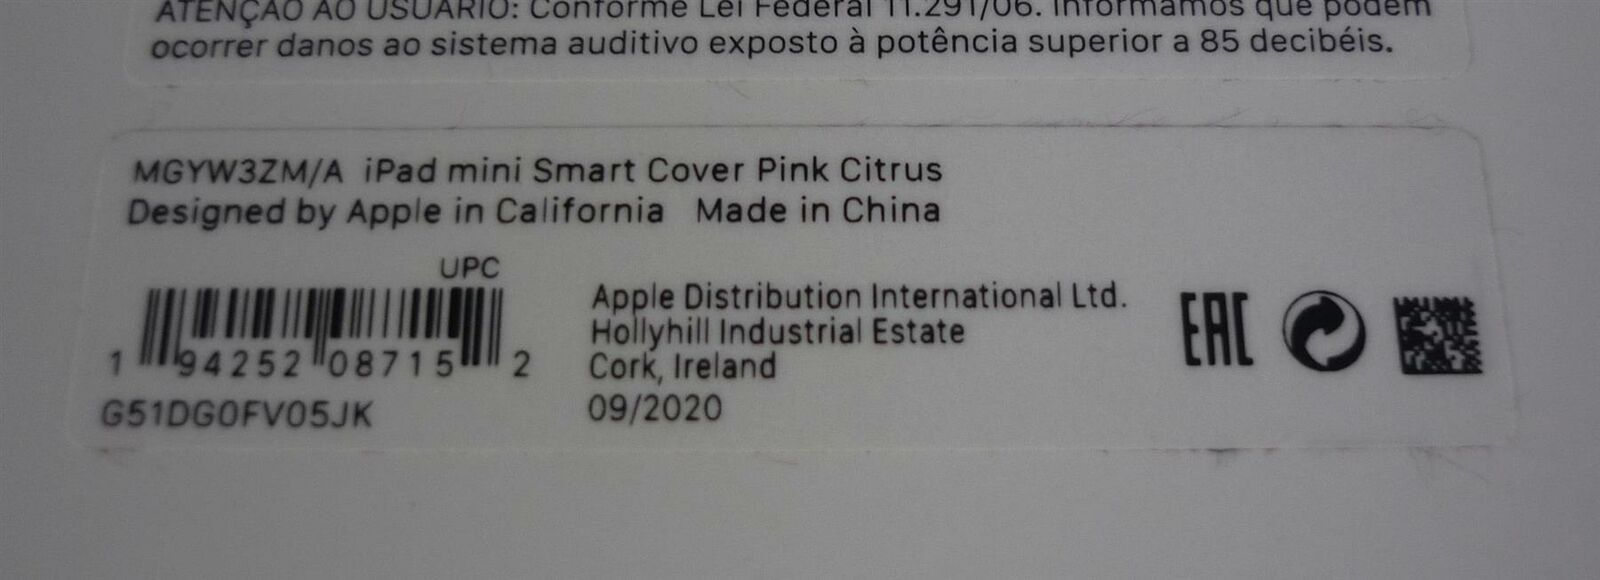 ATENÇÃO AO USUÁRIO: Conforme Lei Federal 11.291/06. Informamos que podem
ocorrer danos ao sistema auditivo exposto à potência superior a 85 decibéis.
MGYW3ZM/A iPad mini Smart Cover Pink Citrus
Designed by Apple in California Made in China
UPC
1 94252 08715 2
G51DG0FV05JK
Apple Distribution International Ltd.
Hollyhill Industrial Estate
Cork, Ireland
09/2020
EAC